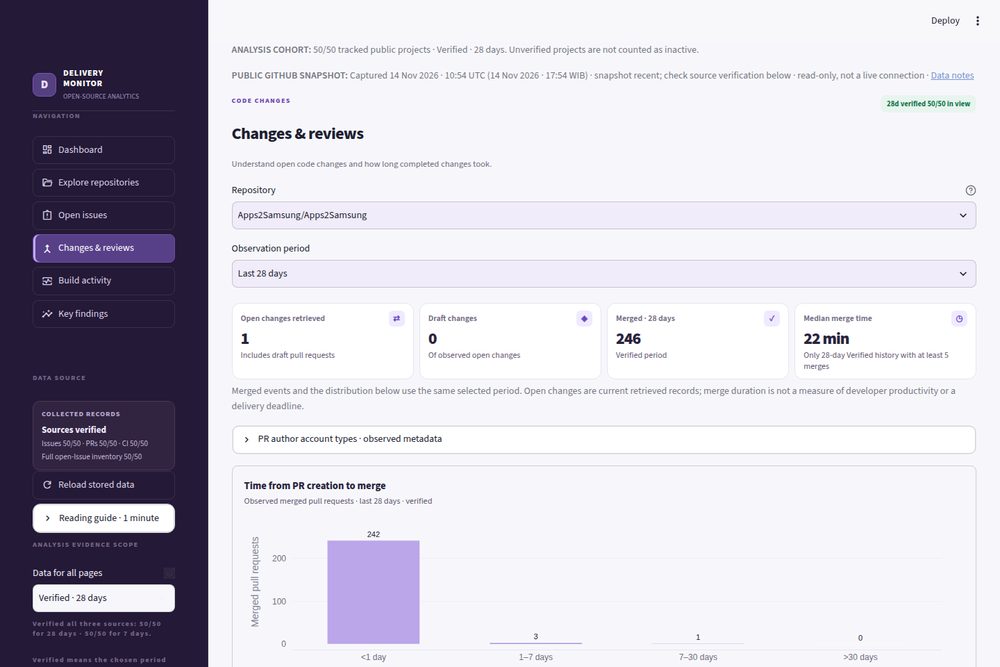 Deploy
ANALYSIS COHORT: 50/50 tracked public projects · Verified · 28 days. Unverified projects are not counted as inactive.
PUBLIC GITHUB SNAPSHOT: Captured 14 Nov 2026 · 10:54 UTC (14 Nov 2026 · 17:54 WIB) · snapshot recent; check source verification below · read-only, not a live connection · Data notes
D
DELIVERY
MONITOR
OPEN-SOURCE ANALYTICS
NAVIGATION
Dashboard
Explore repositories
Open issues
Changes & reviews
Build activity
Key findings
DATA SOURCE
COLLECTED RECORDS
Sources verified
Issues 50/50 · PRs 50/50 · CI 50/50
Full open-Issue inventory 50/50
Reload stored data
Reading guide · 1 minute
ANALYSIS EVIDENCE SCOPE
Data for all pages
Verified · 28 days
Verified all three sources: 50/50
for 28 days · 50/50 for 7 days.
Verified means the chosen period
CODE CHANGES
28d verified 50/50 in view
Changes & reviews
Understand open code changes and how long completed changes took.
Repository
Apps2Samsung/Apps2Samsung
Observation period
Last 28 days
Open changes retrieved
1
Includes draft pull requests
Draft changes
0
Of observed open changes
Merged · 28 days
246
Verified period
Median merge time
22 min
Only 28-day Verified history with at least 5
merges
Merged events and the distribution below use the same selected period. Open changes are current retrieved records; merge duration is not a measure of developer productivity or a
delivery deadline.
PR author account types · observed metadata
Time from PR creation to merge
Observed merged pull requests · last 28 days · verified
Merged pull requests
200
100
0
242
3
1
0
<1 day
1–7 days
7–30 days
>30 days